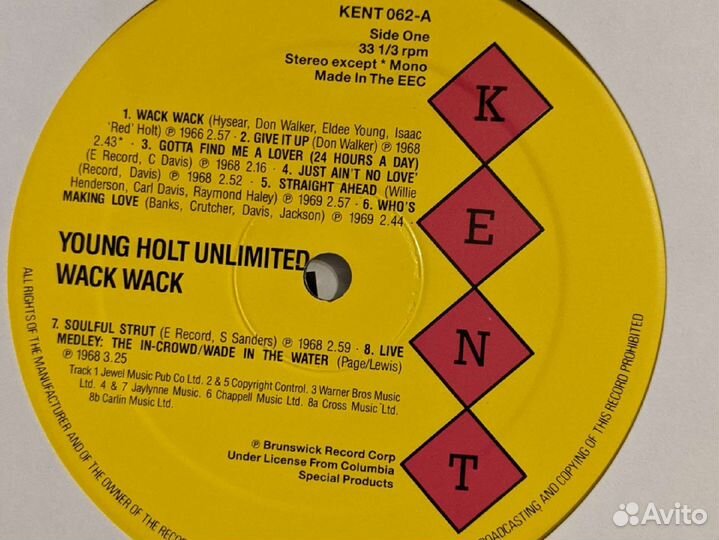 KENT 062-A
Side One
33 1/3 rpm
Stereo except * Mono
Made In The EEC
1. WACK WACK (Hysear, Don Walker, Eldee Young, Isaac
'Red' Holt) ℗ 1966 2.57 · 2. GIVE IT UP (Don Walker) ℗ 1968
2.43* · 3. GOTTA FIND ME A LOVER (24 HOURS A DAY)
(E Record, C Davis) ℗ 1968 2.16 · 4. JUST AIN'T NO LOVE'
(Record, Davis) ℗ 1968 2.52 · 5. STRAIGHT AHEAD (Willie
Henderson, Carl Davis, Raymond Haley) ℗ 1969 2.57 · 6. WHO'S
MAKING LOVE (Banks, Crutcher, Davis, Jackson) ℗ 1969 2.44 ·
YOUNG HOLT UNLIMITED
WACK WACK
7. SOULFUL STRUT (E Record, S Sanders) ℗ 1968 2.59 · 8. LIVE
MEDLEY: THE IN-CROWD/WADE IN THE WATER (Page/Lewis)
℗ 1968 3.25
Track 1 Jewel Music Pub Co Ltd. 2 & 5 Copyright Control. 3 Warner Bros Music
Ltd. 4 & 7 Jaylynne Music. 6 Chappell Music Ltd. 8a Cross Music Ltd.
8b Carlin Music Ltd.
℗ Brunswick Record Corp
Under License From Columbia
Special Products
K
E
N
T
ALL RIGHTS OF THE MANUFACTURER AND OF THE OWNER OF THE RECOR
BROADCASTING AND COPYING OF THIS RECORD PROHIBITED
Avito